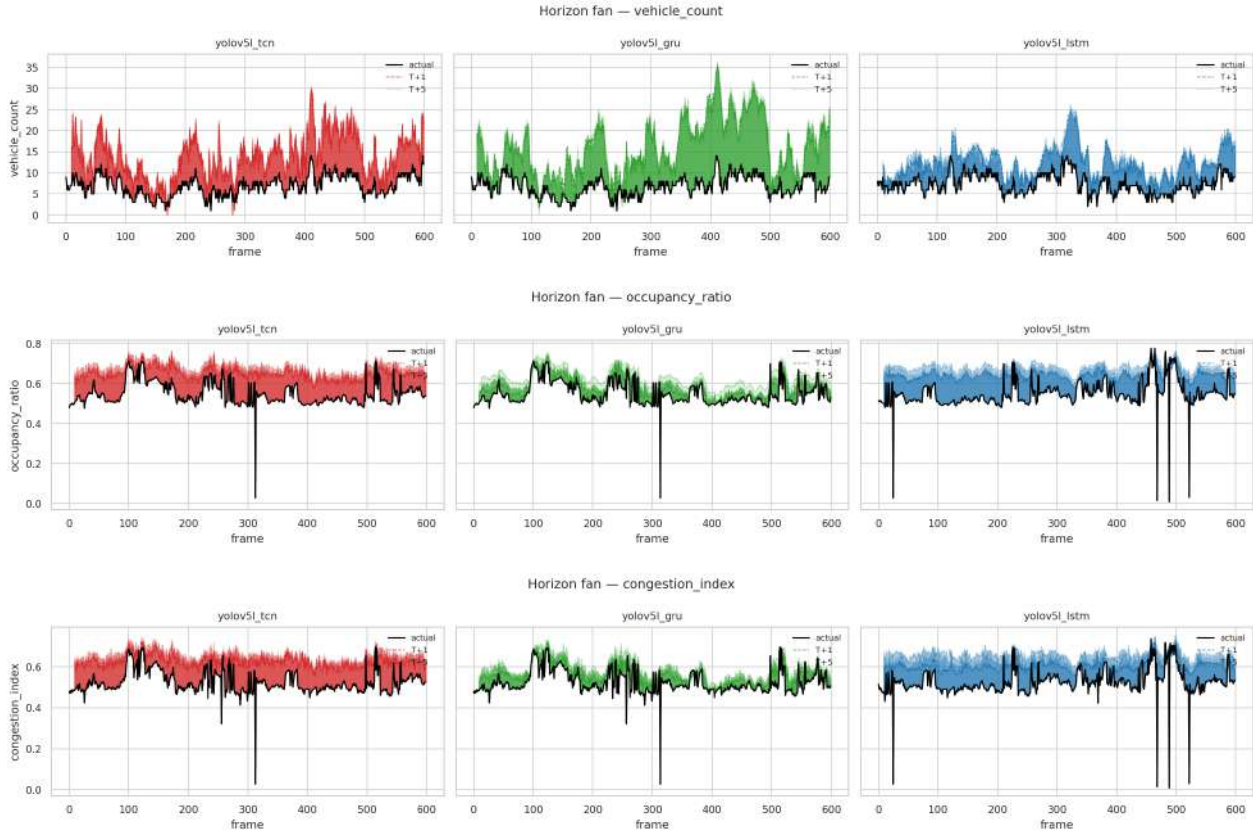 Horizon fan — vehicle_count
yolov5l_tcn yolov5l_gru yolov5l_lstm
vehicle_count
35
30
25
20
15
10
5
0
actual
T+1
T+5
actual
T+1
T+5
actual
T+1
T+5
0 100 200 300 400 500 600 0 100 200 300 400 500 600 0 100 200 300 400 500 600
frame frame frame
Horizon fan — occupancy_ratio
yolov5l_tcn yolov5l_gru yolov5l_lstm
occupancy_ratio
0.8
0.6
0.4
0.2
0.0
actual
T+1
T+5
actual
T+1
T+5
actual
T+1
T+5
0 100 200 300 400 500 600 0 100 200 300 400 500 600 0 100 200 300 400 500 600
frame frame frame
Horizon fan — congestion_index
yolov5l_tcn yolov5l_gru yolov5l_lstm
congestion_index
0.6
0.4
0.2
0.0
actual
T+1
T+5
actual
T+1
T+5
actual
T+1
T+5
0 100 200 300 400 500 600 0 100 200 300 400 500 600 0 100 200 300 400 500 600
frame frame frame